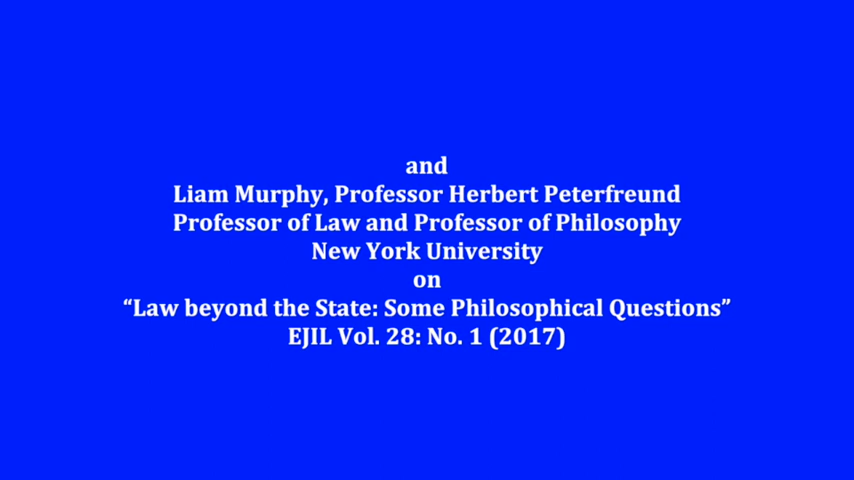 and
Liam Murphy, Professor Herbert Peterfreund
Professor of Law and Professor of Philosophy
New York University
on
“Law beyond the State: Some Philosophical Questions”
EJIL Vol. 28: No. 1 (2017)